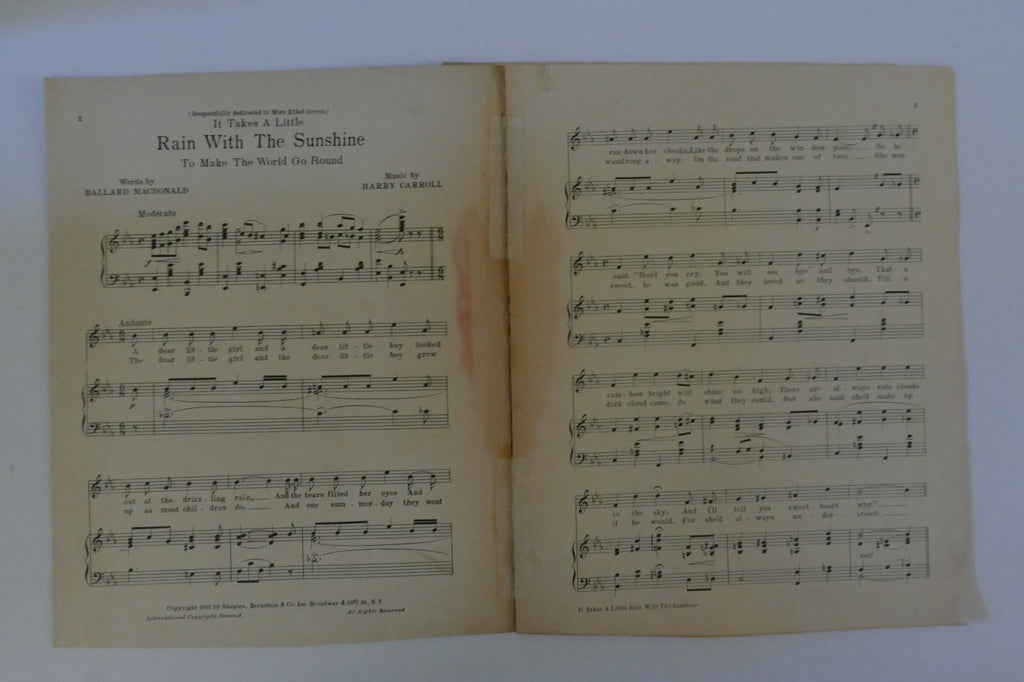 2
(Respectfully dedicated to Miss Ethel Green)
It Takes A Little
Rain With The Sunshine
To Make The World Go Round
Words by
BALLARD MACDONALD
Music by
HARRY CARROLL
Moderato
Andante
A dear lit-tle girl and a dear lit-tle boy looked
The dear lit-tle girl and the dear lit-tle boy grew
out at the drizz-ling rain, And the tears filled her eyes And
up as most chil-dren do, And one sum-mer-day they went
Copyright by Shapiro, Bernstein & Co. Inc. Broadway & 39th St., N.Y.
International Copyright Secured
All Rights Reserved
ran down her cheeks, Like the drops on the win-dow pane; So he
wand'ring a-way, On the road that makes one of two; She was
said "Don't you cry, You will see bye and bye, That a
sweet, he was good, And they loved as they should, Till a
rain-bow bright will shine on high, There are al-ways rain clouds
dark cloud came, do what they could, But she said she'd make up
in the sky, And I'll tell you sweet-heart why:"
if he would, For she'd al-ways un-der-stood
It Takes A Little Rain With The Sunshine